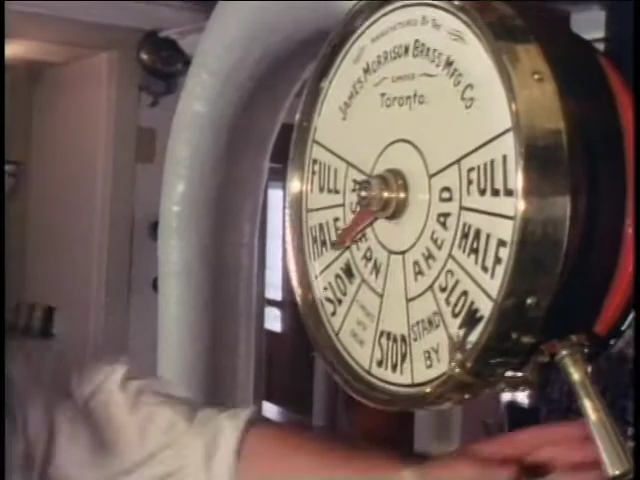 MANUFACTURED BY THE
JAMES MORRISON BRASS MFG Co
LIMITED
Toronto.
FULL
HALF
SLOW
ASTERN
STOP
STAND BY
AHEAD
FULL
HALF
SLOW